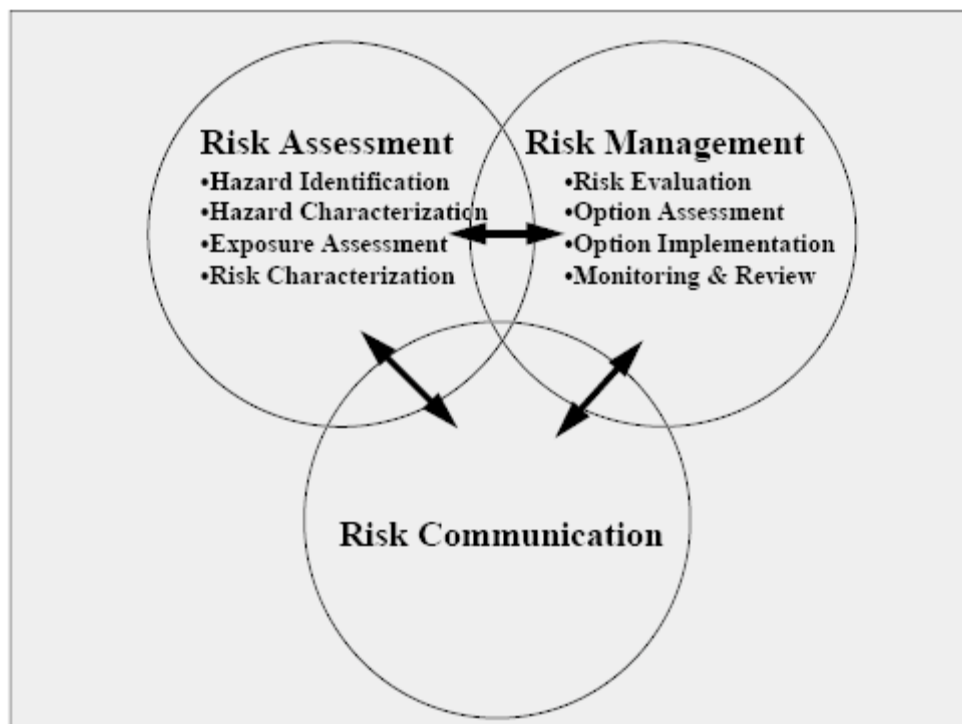 Risk Assessment
•Hazard Identification
•Hazard Characterization
•Exposure Assessment
•Risk Characterization
Risk Management
•Risk Evaluation
•Option Assessment
•Option Implementation
•Monitoring & Review
Risk Communication